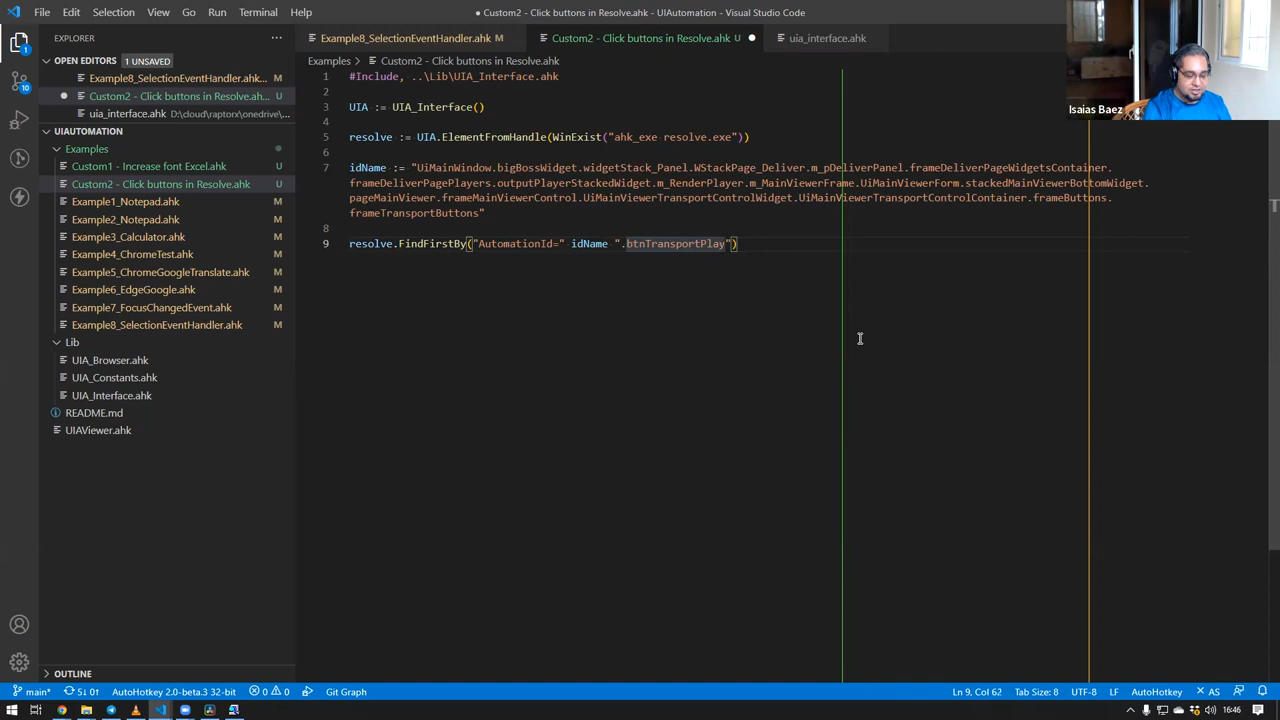 File Edit Selection View Go Run Terminal Help
● Custom2 - Click buttons in Resolve.ahk - UIAutomation - Visual Studio Code
EXPLORER
OPEN EDITORS 1 UNSAVED
Example8_SelectionEventHandler.ahk... M
Custom2 - Click buttons in Resolve.ah... U
uia_interface.ahk D:\cloud\raptorx\onedrive\...
UIAUTOMATION
Examples
Custom1 - Increase font Excel.ahk U
Custom2 - Click buttons in Resolve.ahk U
Example1_Notepad.ahk M
Example2_Notepad.ahk M
Example3_Calculator.ahk M
Example4_ChromeTest.ahk M
Example5_ChromeGoogleTranslate.ahk M
Example6_EdgeGoogle.ahk M
Example7_FocusChangedEvent.ahk M
Example8_SelectionEventHandler.ahk M
Lib
UIA_Browser.ahk
UIA_Constants.ahk
UIA_Interface.ahk
README.md
UIAViewer.ahk
OUTLINE
Example8_SelectionEventHandler.ahk M
Custom2 - Click buttons in Resolve.ahk U ●
uia_interface.ahk
Examples > Custom2 - Click buttons in Resolve.ahk
1 #Include, ..\Lib\UIA_Interface.ahk
2
3 UIA := UIA_Interface()
4
5 resolve := UIA.ElementFromHandle(WinExist("ahk_exe resolve.exe"))
6
7 idName := "UiMainWindow.bigBossWidget.widgetStack_Panel.WStackPage_Deliver.m_pDeliverPanel.frameDeliverPageWidgetsContainer.
frameDeliverPagePlayers.outputPlayerStackedWidget.m_RenderPlayer.m_MainViewerFrame.UiMainViewerForm.stackedMainViewerBottomWidget.
pageMainViewer.frameMainViewerControl.UiMainViewerTransportControlWidget.UiMainViewerTransportControlContainer.frameButtons.
frameTransportButtons"
8
9 resolve.FindFirstBy("AutomationId=" idName ".btnTransportPlay")
Isaias Baez
main* 5↓ 0↑ AutoHotkey 2.0-beta.3 32-bit 0 0 Git Graph
Ln 9, Col 62 Tab Size: 8 UTF-8 LF AutoHotkey AS
16:46